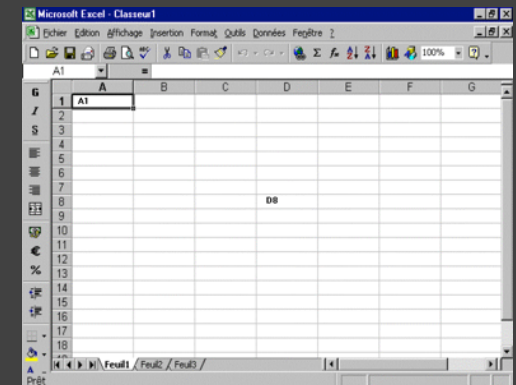 Microsoft Excel - Classeur1
Fichier Edition Affichage Insertion Format Outils Données Fenêtre ?
100%
A1 =
A B C D E F G
G
I
S
€
%
1 A1
2
3
4
5
6
7
8 D8
9
10
11
12
13
14
15
16
17
18
Feuil1 Feuil2 Feuil3
Prêt